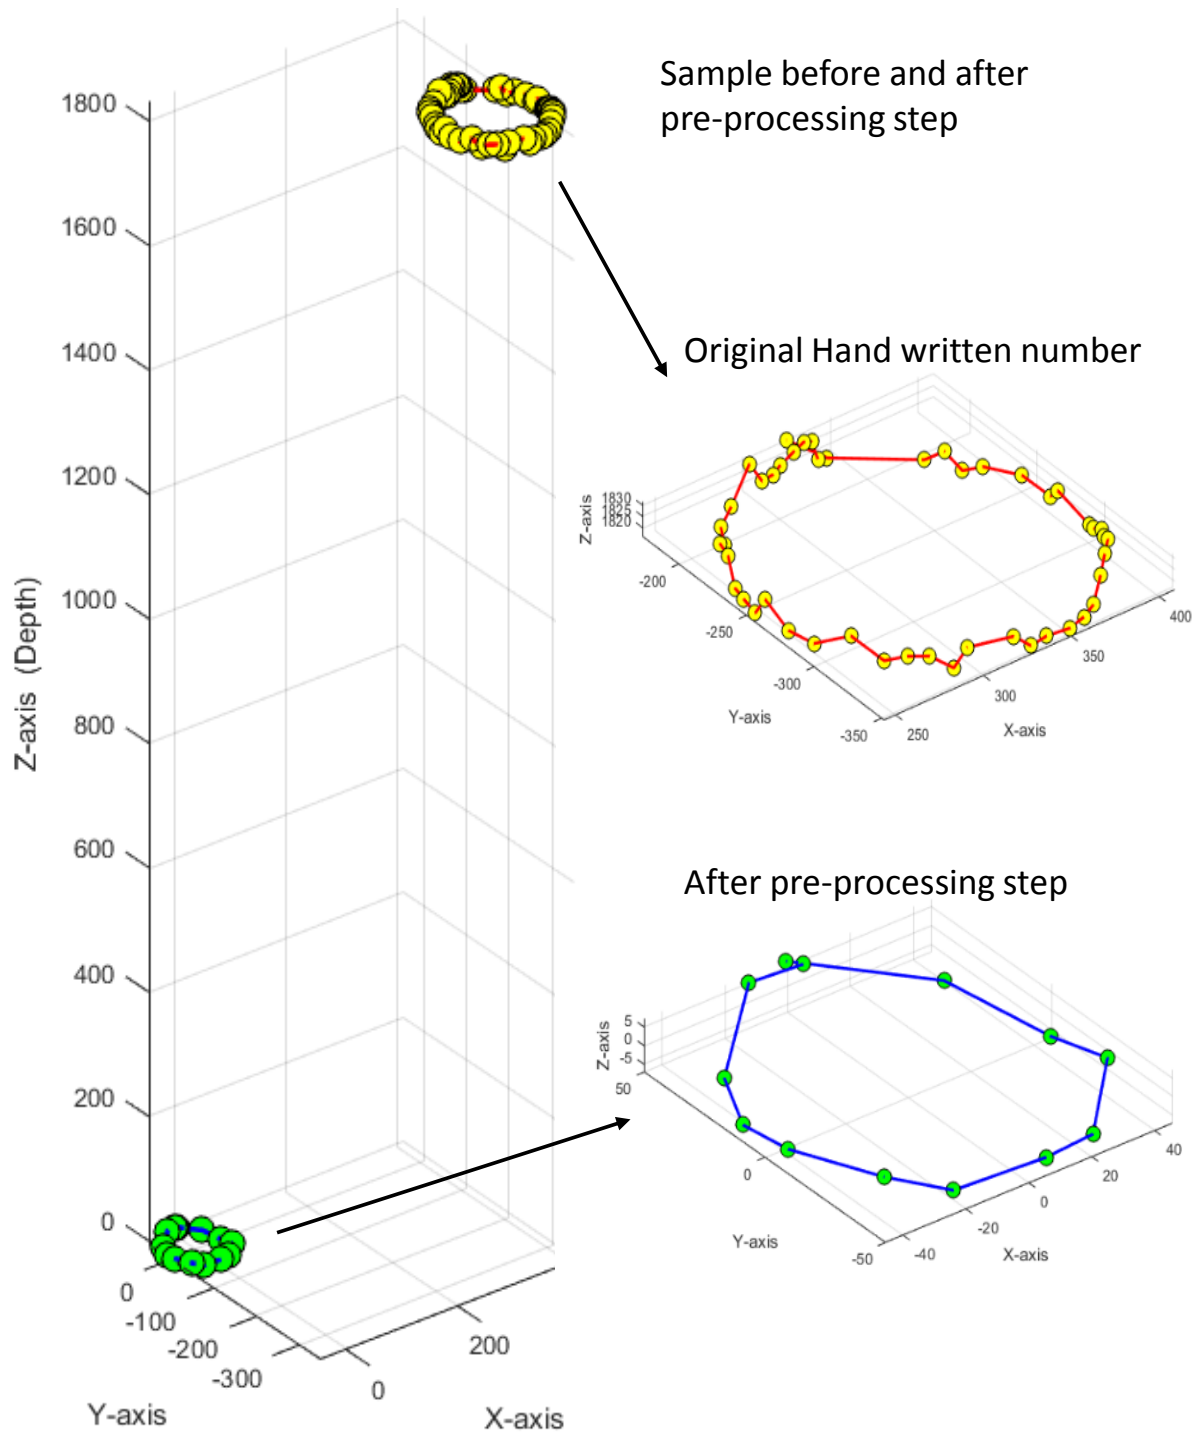 Sample before and after
pre-processing step
1800
1600
1400
1200
1000
800
600
400
200
0
Z-axis (Depth)
0
-100
-200
-300
Y-axis
0
200
X-axis
Original Hand written number
Z-axis
1830
1825
1820
-200
-250
-300
-350
Y-axis
250
300
350
400
X-axis
After pre-processing step
Z-axis
5
0
-5
50
0
-50
Y-axis
-40
-20
0
20
40
X-axis